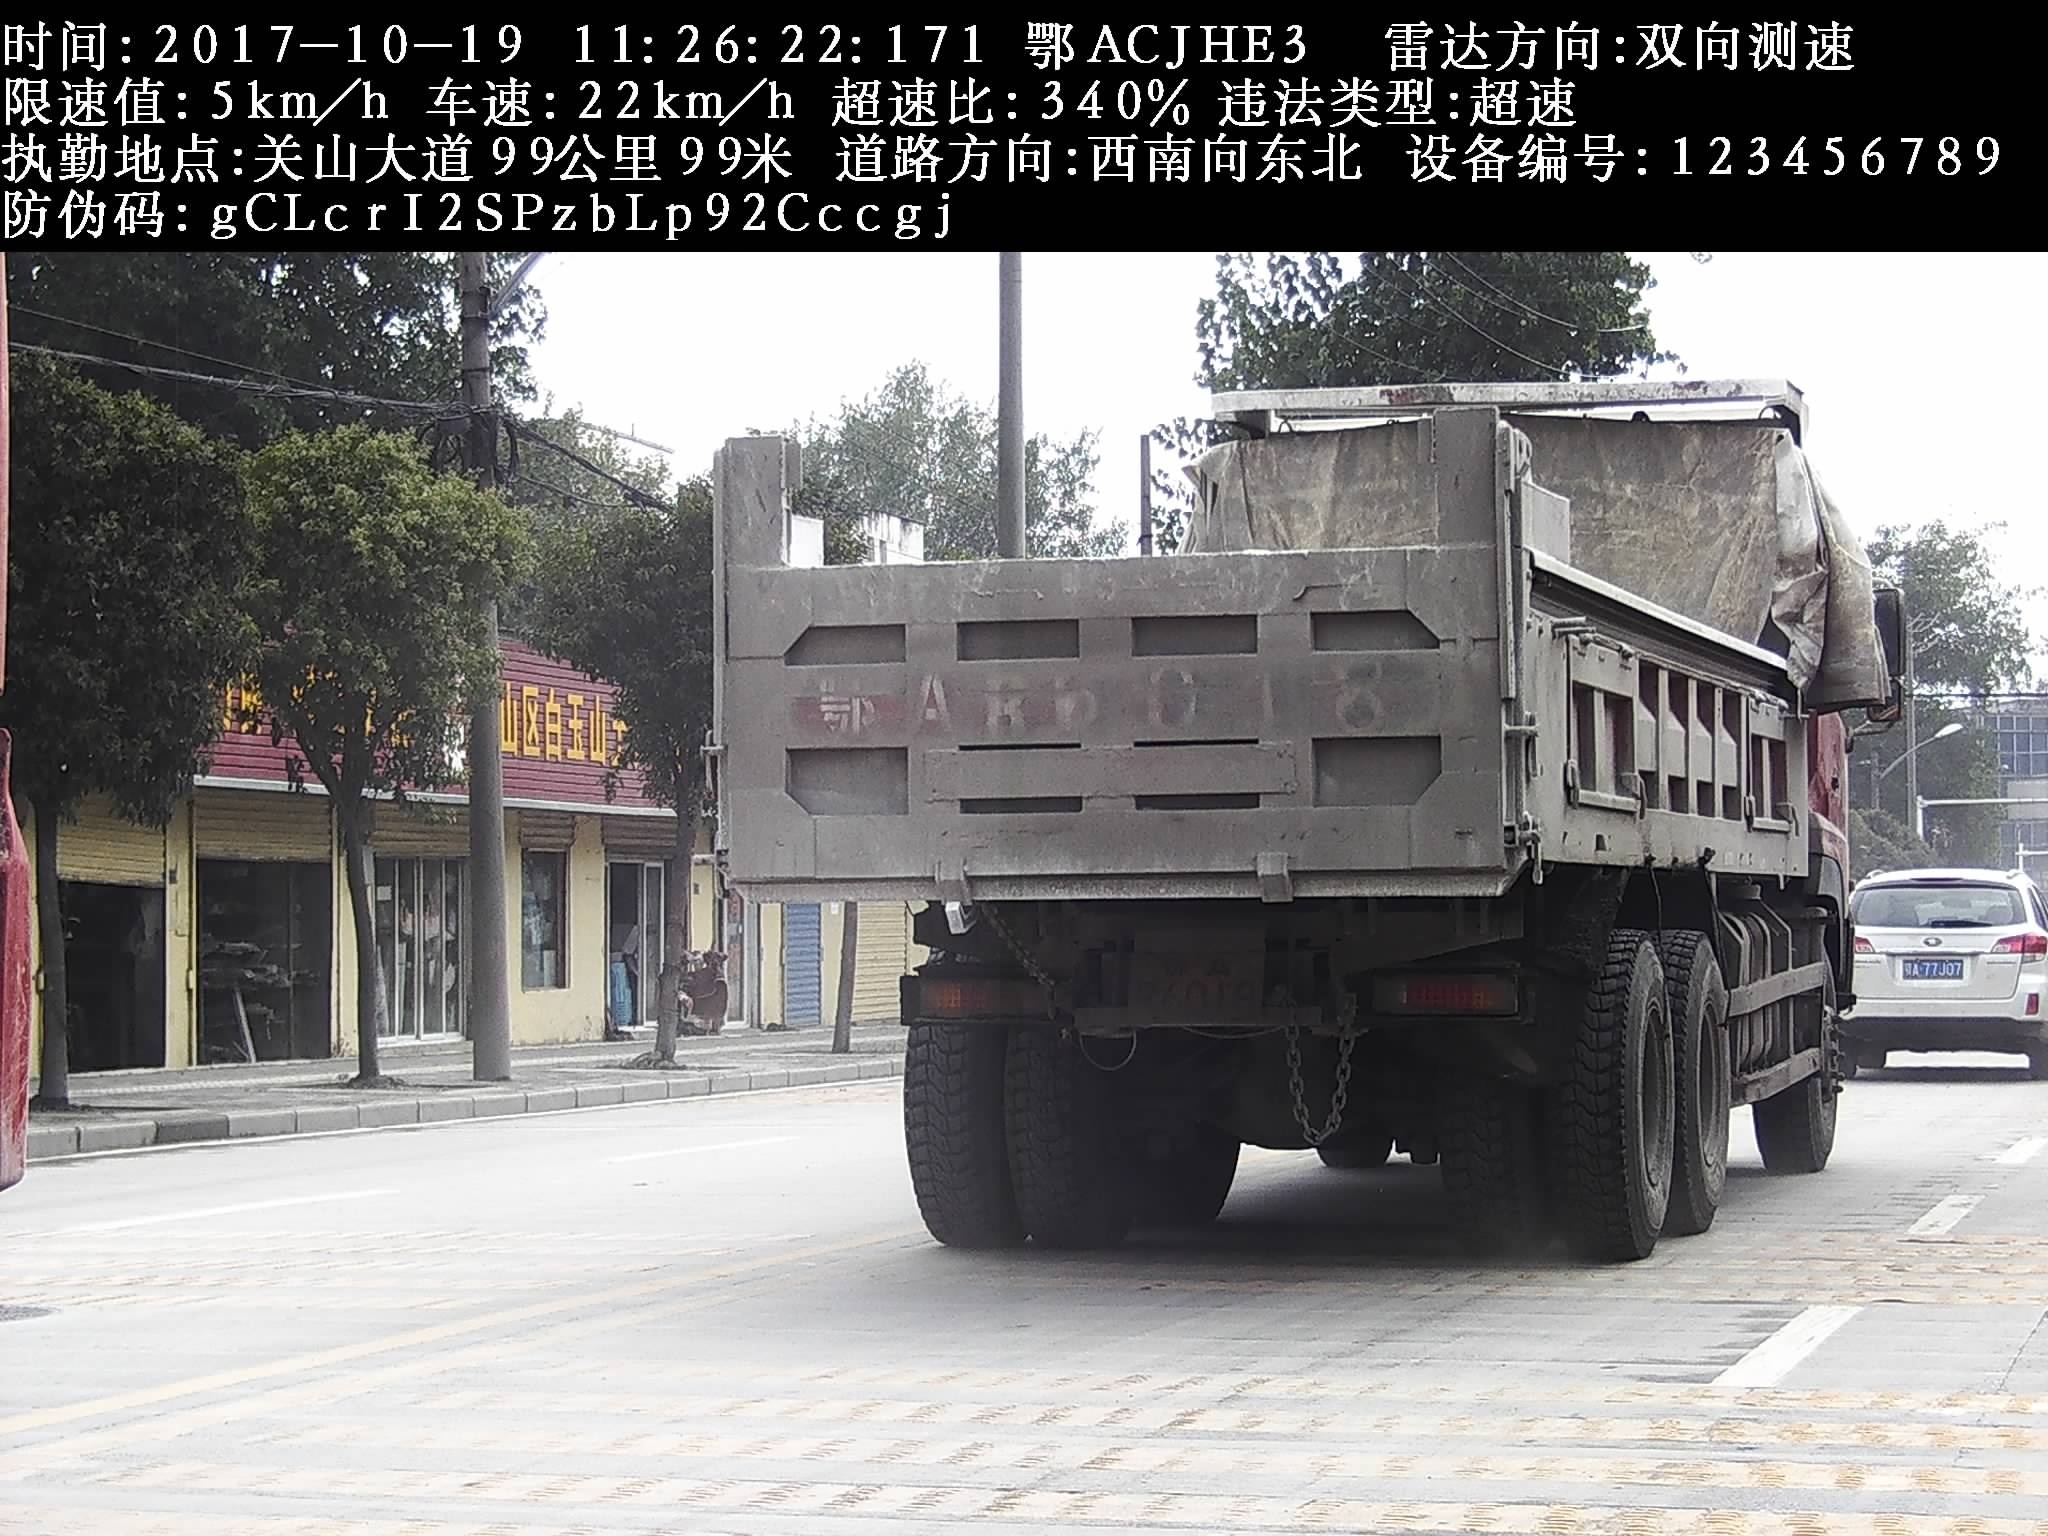 时间: 2017-10-19 11:26:22:171 鄂ACJHE3 雷达方向:双向测速
限速值: 5km/h 车速: 22km/h 超速比: 340% 违法类型:超速
执勤地点:关山大道99公里99米 道路方向:西南向东北 设备编号: 123456789
防伪码: gCLcrI2SPzbLp92Cccgj
山区白玉山
鄂A·77J07